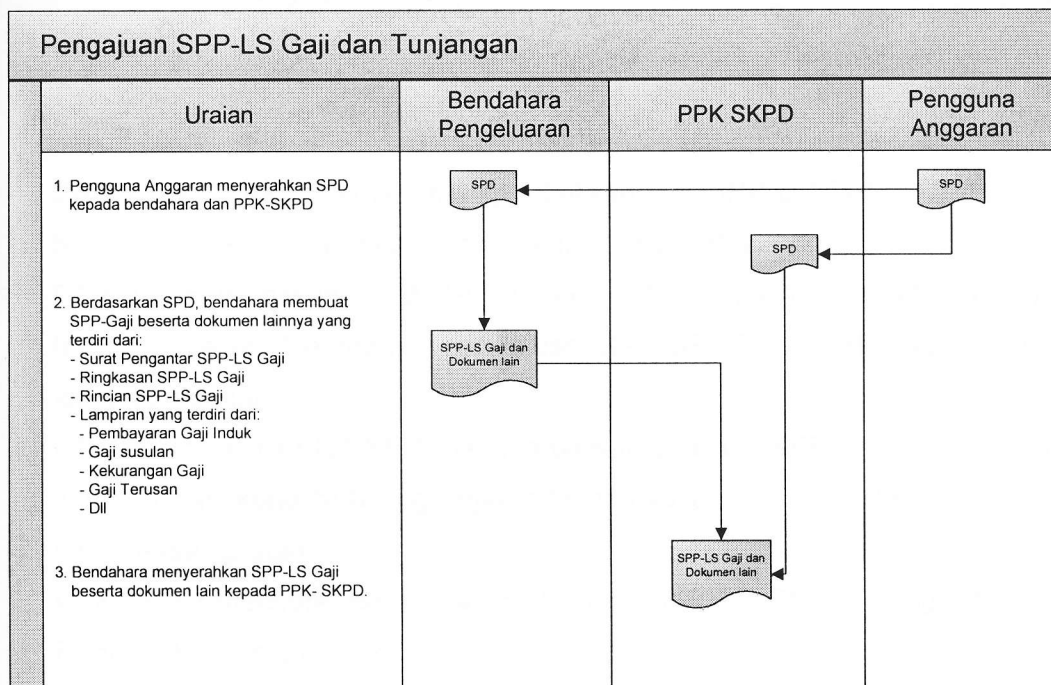 Pengajuan SPP-LS Gaji dan Tunjangan
Uraian
Bendahara
Pengeluaran
PPK SKPD
Pengguna
Anggaran
1. Pengguna Anggaran menyerahkan SPD
kepada bendahara dan PPK-SKPD
SPD
SPD
SPD
2. Berdasarkan SPD, bendahara membuat
SPP-Gaji beserta dokumen lainnya yang
terdiri dari:
- Surat Pengantar SPP-LS Gaji
- Ringkasan SPP-LS Gaji
- Rincian SPP-LS Gaji
- Lampiran yang terdiri dari:
- Pembayaran Gaji Induk
- Gaji susulan
- Kekurangan Gaji
- Gaji Terusan
- Dll
SPP-LS Gaji dan
Dokumen lain
3. Bendahara menyerahkan SPP-LS Gaji
beserta dokumen lain kepada PPK- SKPD.
SPP-LS Gaji dan
Dokumen lain